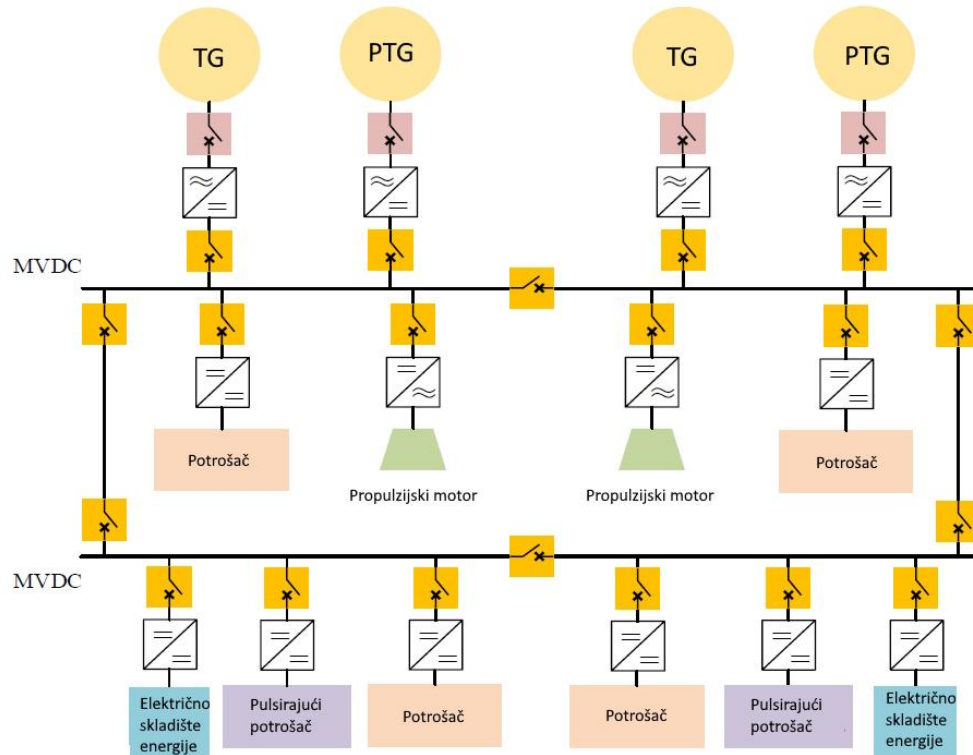 TG
PTG
TG
PTG
MVDC
Potrošač
Propulzijski motor
Propulzijski motor
Potrošač
MVDC
Električno
skladište
energije
Pulsirajući
potrošač
Potrošač
Potrošač
Pulsirajući
potrošač
Električno
skladište
energije